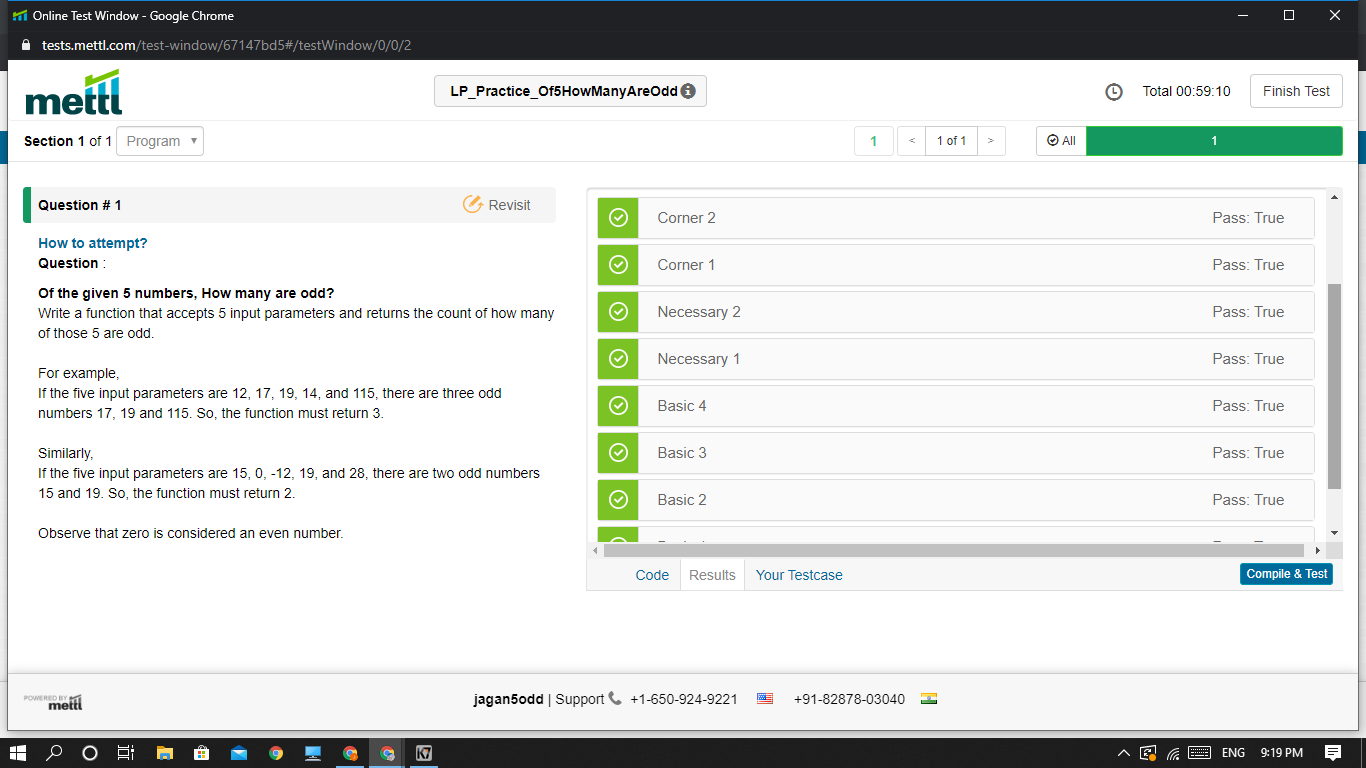 Online Test Window - Google Chrome
tests.mettl.com/test-window/67147bd5#/testWindow/0/0/2
mettl
LP_Practice_Of5HowManyAreOdd
Total 00:59:10
Finish Test
Section 1 of 1 Program
1 < 1 of 1 >
All 1
Question # 1
Revisit
How to attempt?
Question :
Of the given 5 numbers, How many are odd?
Write a function that accepts 5 input parameters and returns the count of how many
of those 5 are odd.
For example,
If the five input parameters are 12, 17, 19, 14, and 115, there are three odd
numbers 17, 19 and 115. So, the function must return 3.
Similarly,
If the five input parameters are 15, 0, -12, 19, and 28, there are two odd numbers
15 and 19. So, the function must return 2.
Observe that zero is considered an even number.
Corner 2 Pass: True
Corner 1 Pass: True
Necessary 2 Pass: True
Necessary 1 Pass: True
Basic 4 Pass: True
Basic 3 Pass: True
Basic 2 Pass: True
Code Results Your Testcase Compile & Test
POWERED BY
mettl
jagan5odd | Support +1-650-924-9221 +91-82878-03040
K7 ENG 9:19 PM